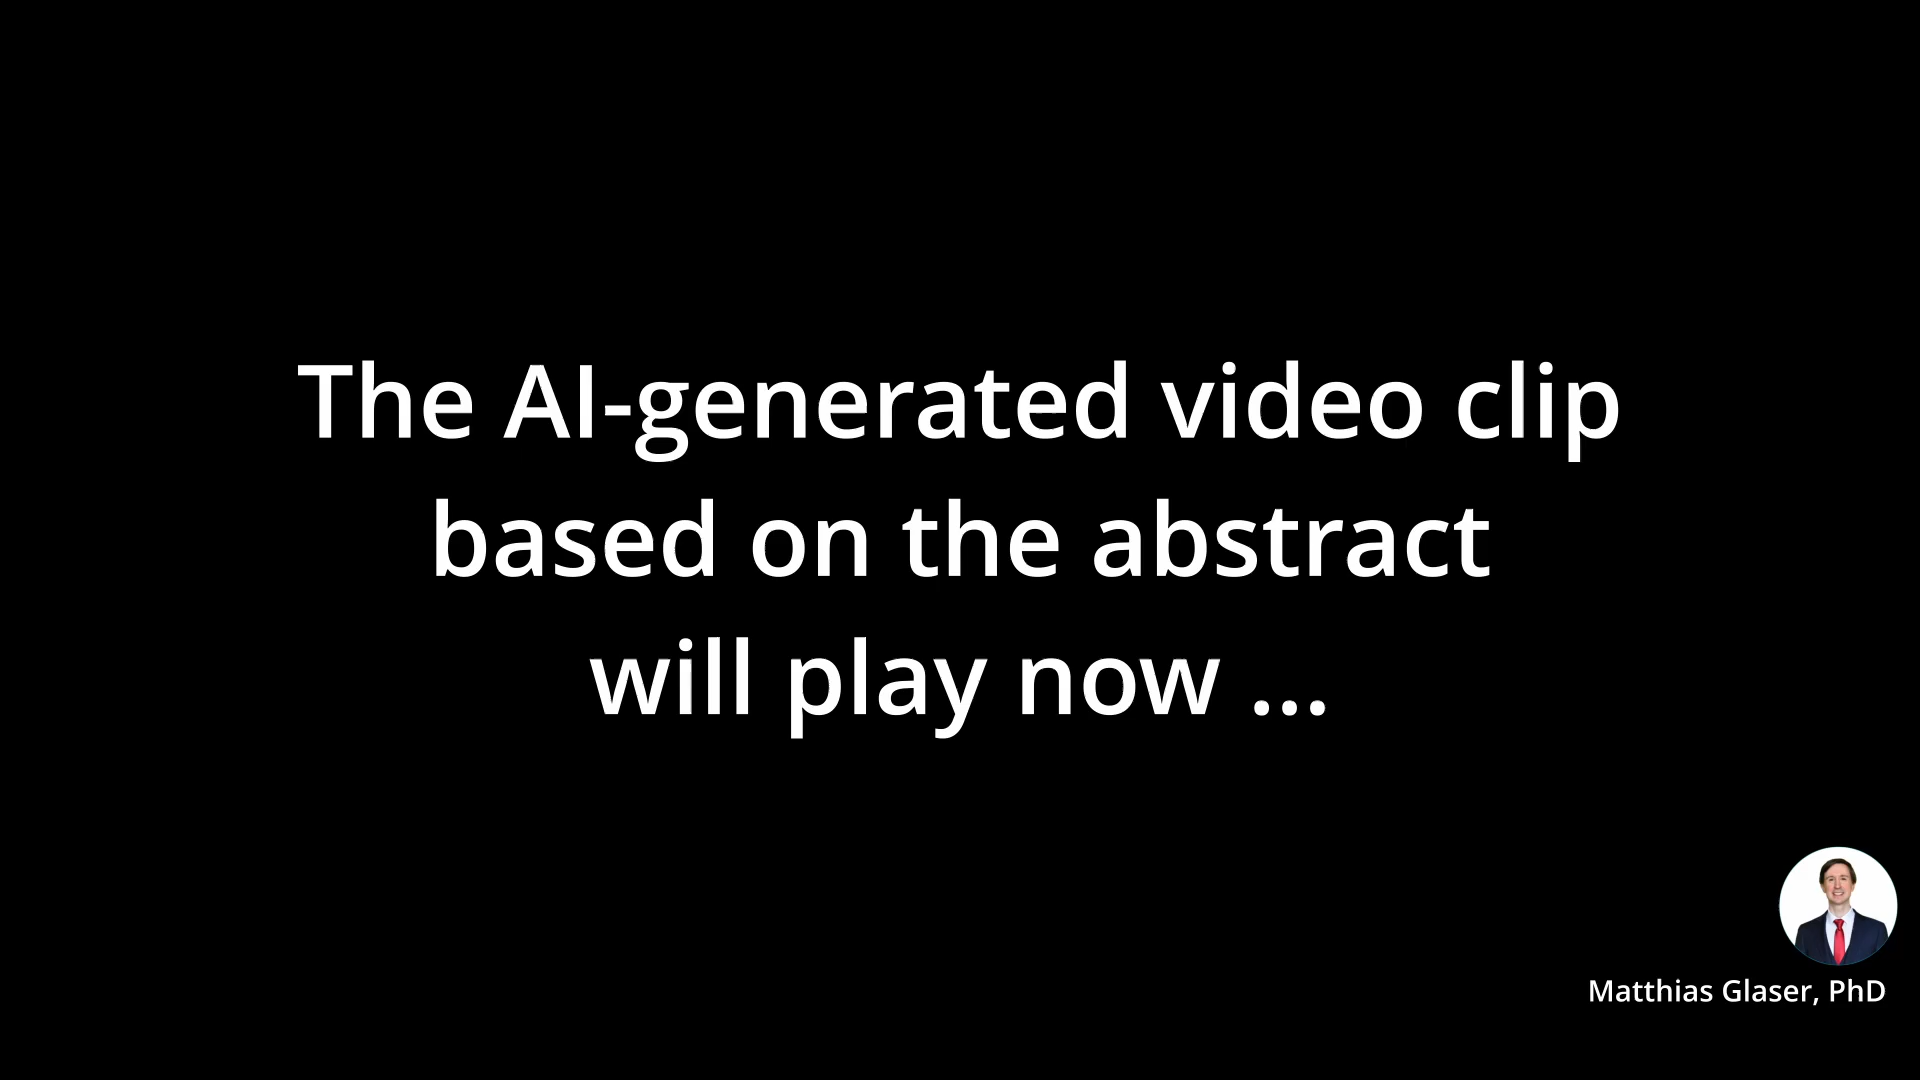 The AI-generated video clip
based on the abstract
will play now ...
Matthias Glaser, PhD